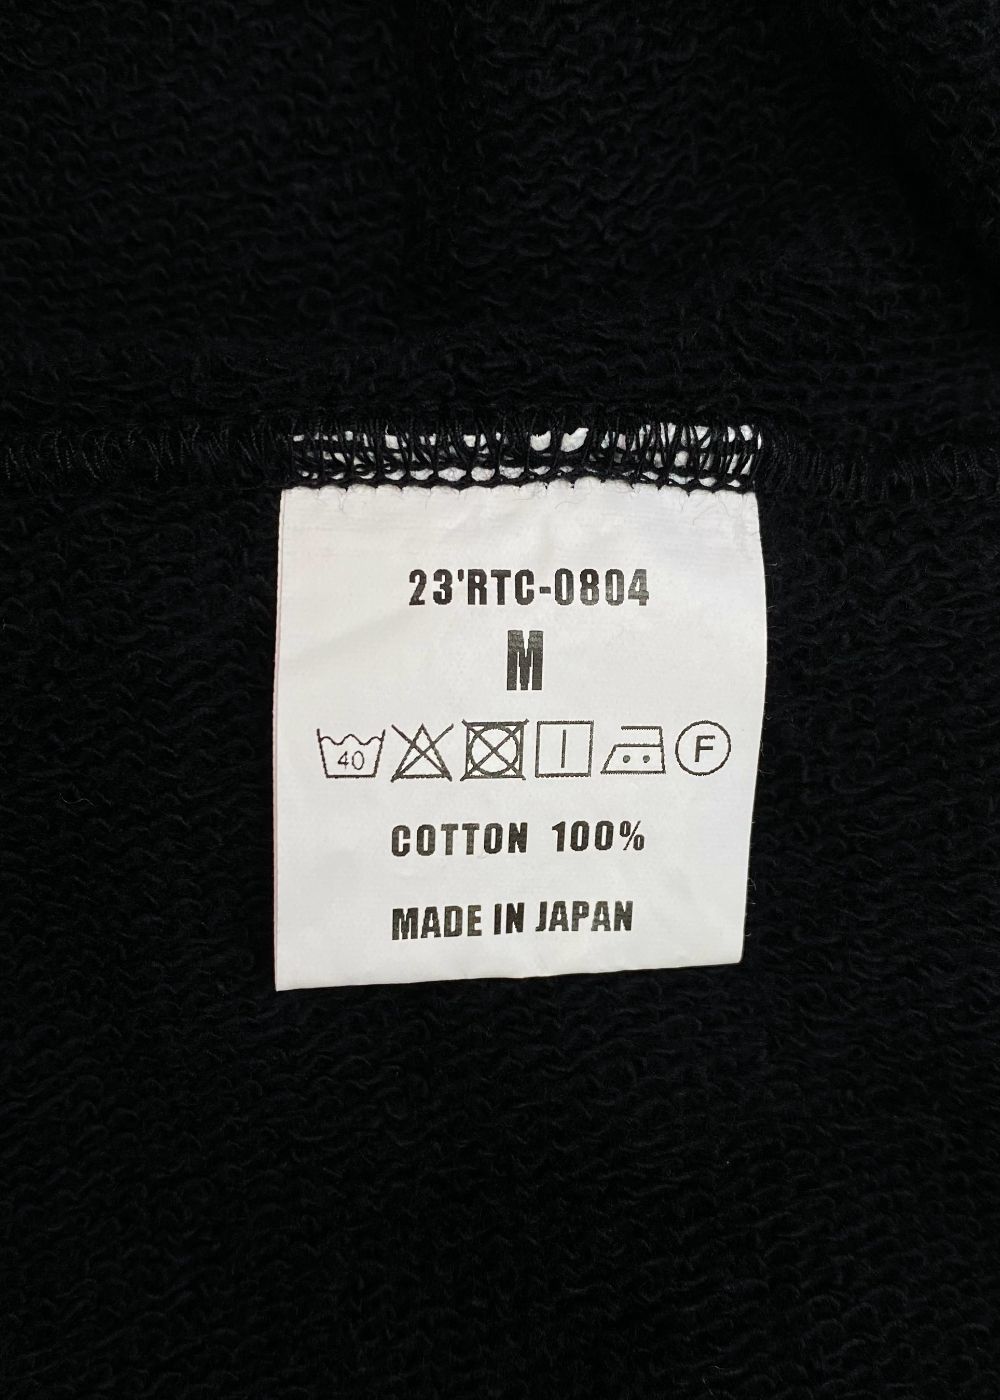 23'RTC-0804
M
40 F
COTTON 100%
MADE IN JAPAN